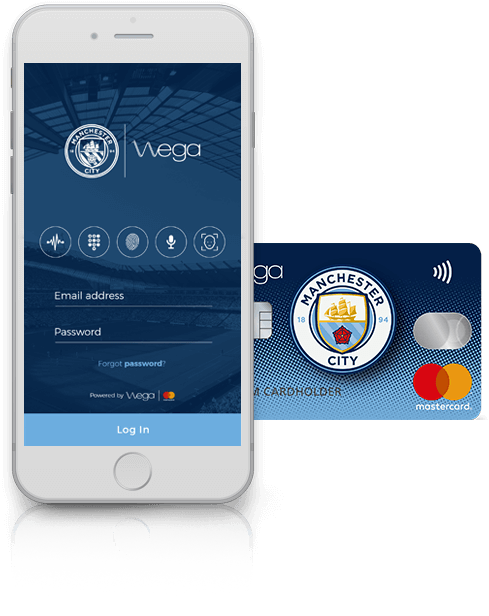 MANCHESTER
CITY
Wega
Email address
Password
Forgot password?
Powered by Wega
Log In
ga
MANCHESTER
18 94
CITY
M CARDHOLDER
mastercard.